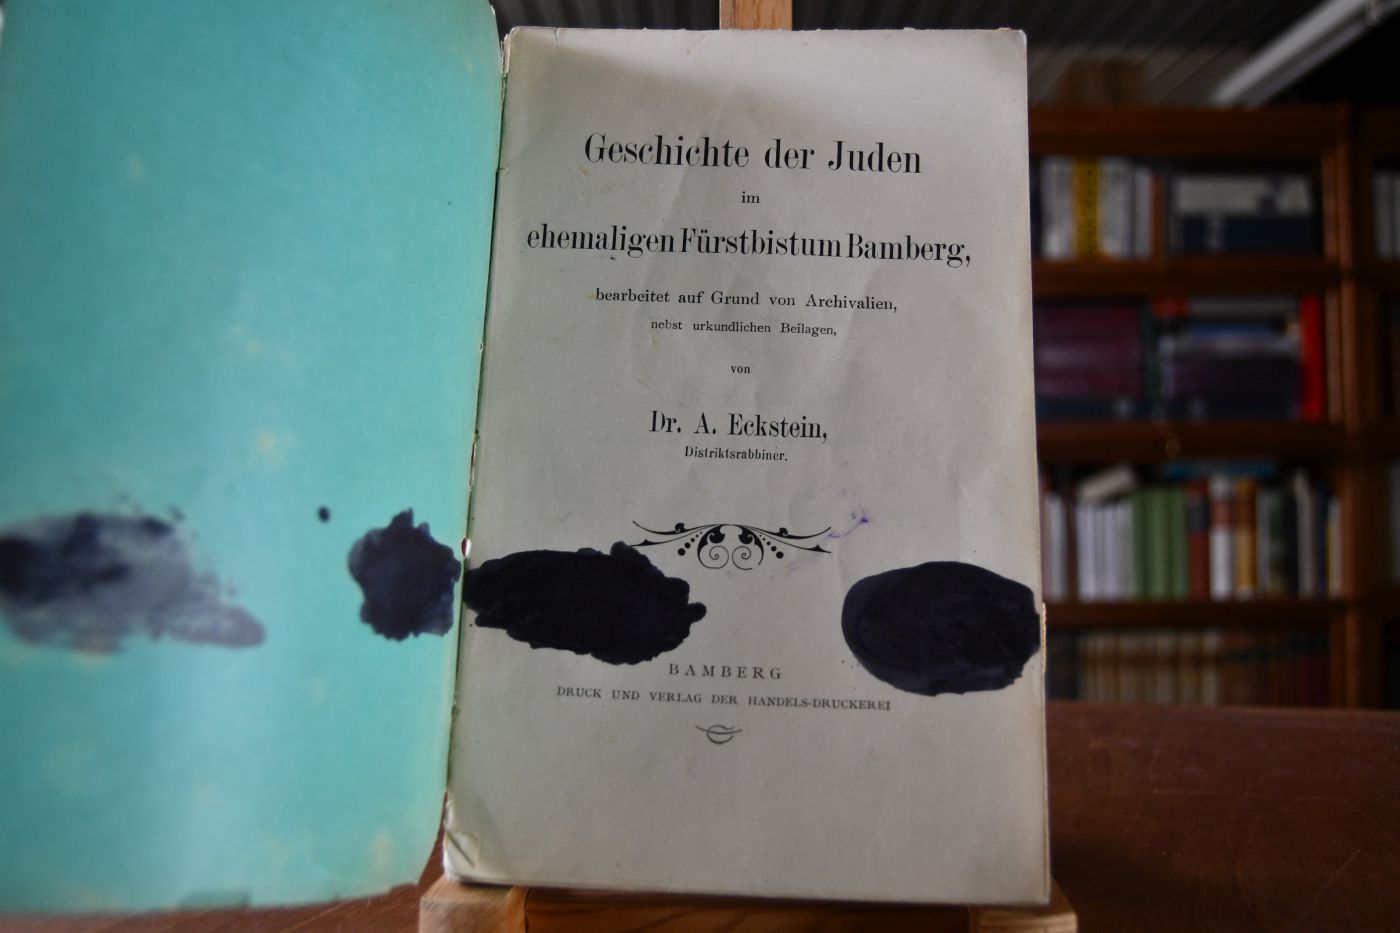 Geschichte der Juden
im
ehemaligen Fürstbistum Bamberg,
bearbeitet auf Grund von Archivalien,
nebst urkundlichen Beilagen,
von
Dr. A. Eckstein,
Distriktsrabbiner.
BAMBERG
DRUCK UND VERLAG DER HANDELS-DRUCKEREI